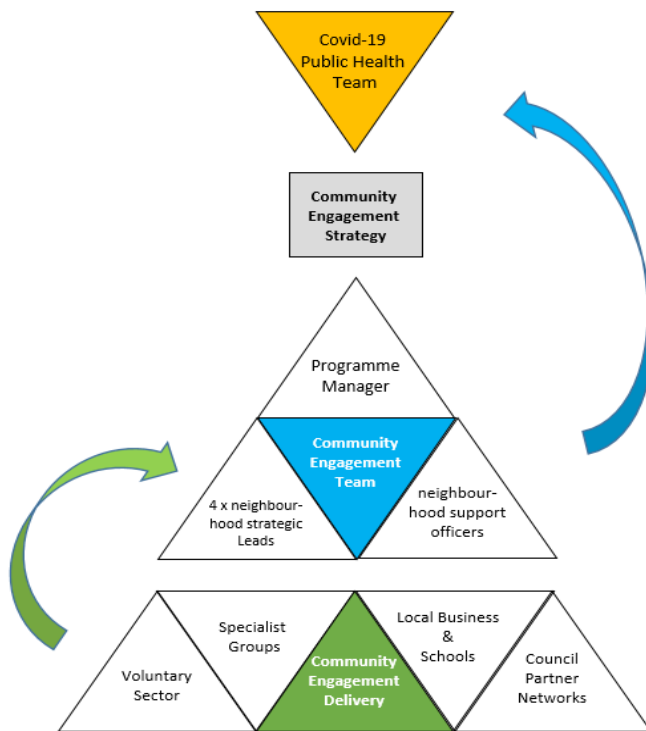 Covid-19
Public Health
Team
Community
Engagement
Strategy
Programme
Manager
Community
Engagement
Team
4 x neighbour-
hood strategic
Leads
neighbour-
hood support
officers
Specialist
Groups
Local Business
&
Schools
Voluntary
Sector
Community
Engagement
Delivery
Council
Partner
Networks